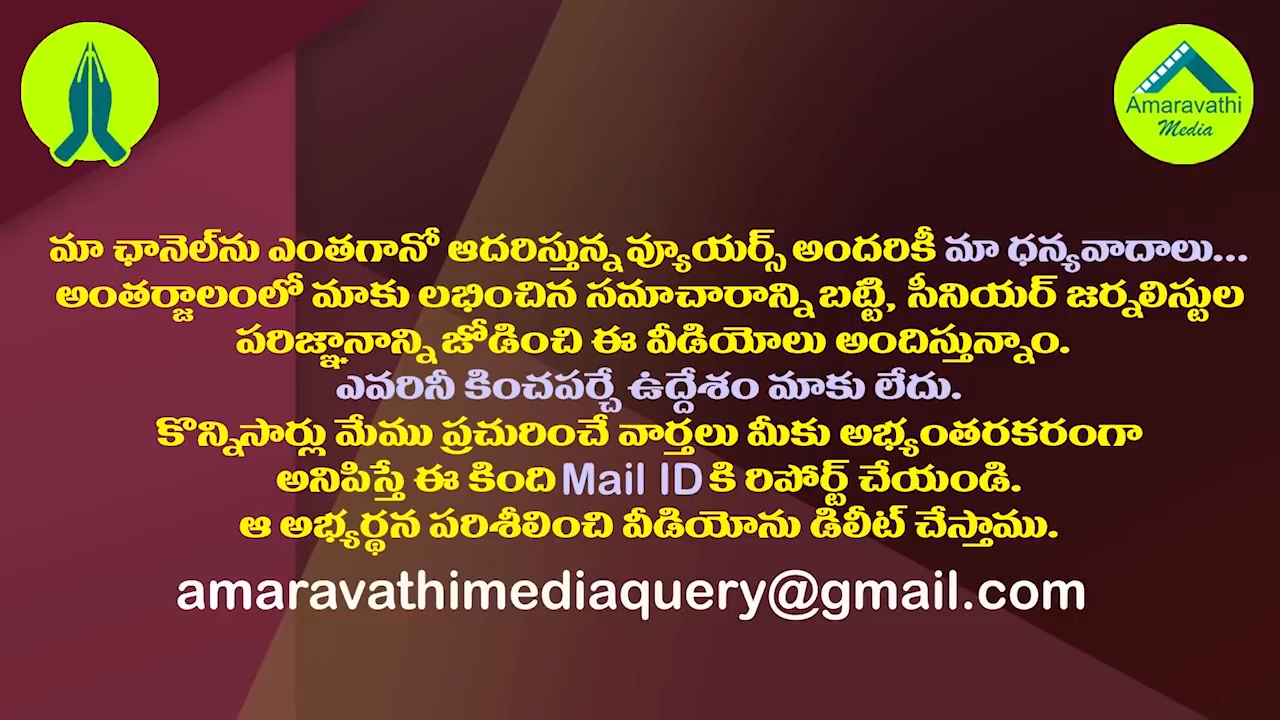 Amaravathi
Media
మా ఛానెల్‌ను ఎంతగానో ఆదరిస్తున్న వ్యూయర్స్ అందరికీ మా ధన్యవాదాలు...
అంతర్జాలంలో మాకు లభించిన సమాచారాన్ని బట్టి, సీనియర్ జర్నలిస్టుల
పరిజ్ఞానాన్ని జోడించి ఈ వీడియోలు అందిస్తున్నాం.
ఎవరినీ కించపర్చే ఉద్దేశం మాకు లేదు.
కొన్నిసార్లు మేము ప్రచురించే వార్తలు మీకు అభ్యంతరకరంగా
అనిపిస్తే ఈ కింది Mail ID కి రిపోర్ట్ చేయండి.
ఆ అభ్యర్థన పరిశీలించి వీడియోను డిలీట్ చేస్తాము.
amaravathimediaquery@gmail.com